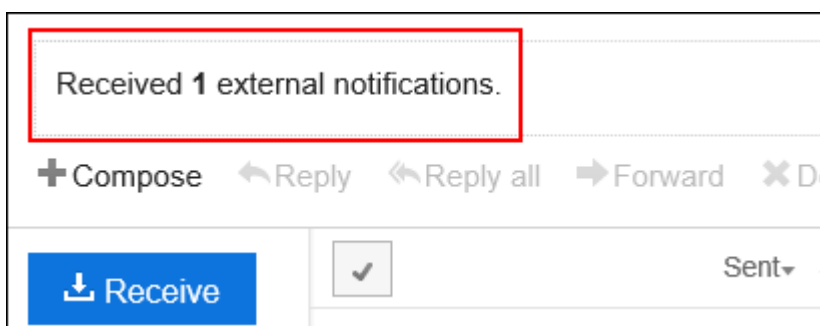 Received 1 external notifications.
Compose Reply Reply all Forward D
Receive Sent